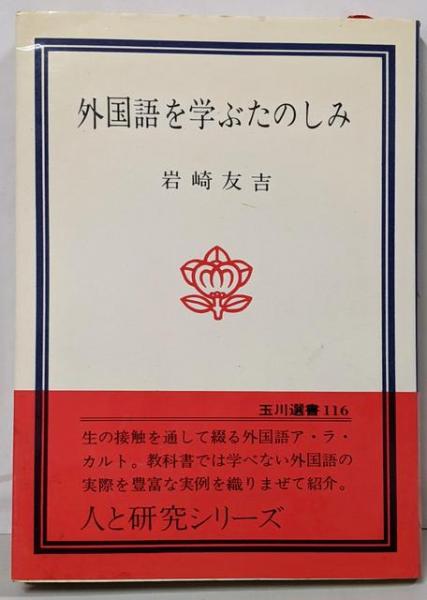 外国語を学ぶたのしみ
岩崎友吉
玉川選書116
生の接触を通して綴る外国語ア・ラ・
カルト。教科書では学べない外国語の
実際を豊富な実例を織りまぜて紹介。
人と研究シリーズ